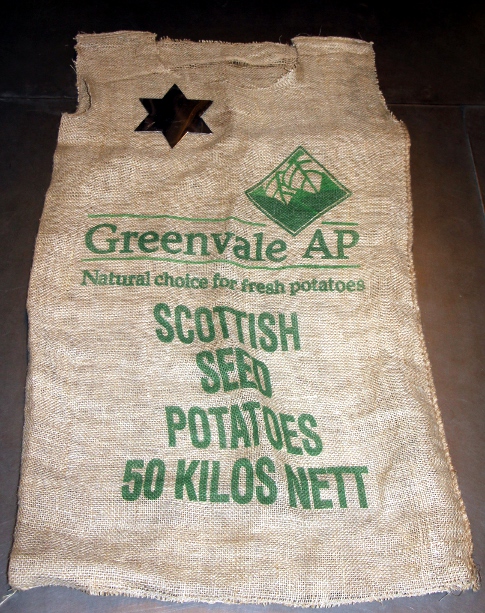 Greenvale AP
Natural choice for fresh potatoes
SCOTTISH
SEED
POTATOES
50 KILOS NETT